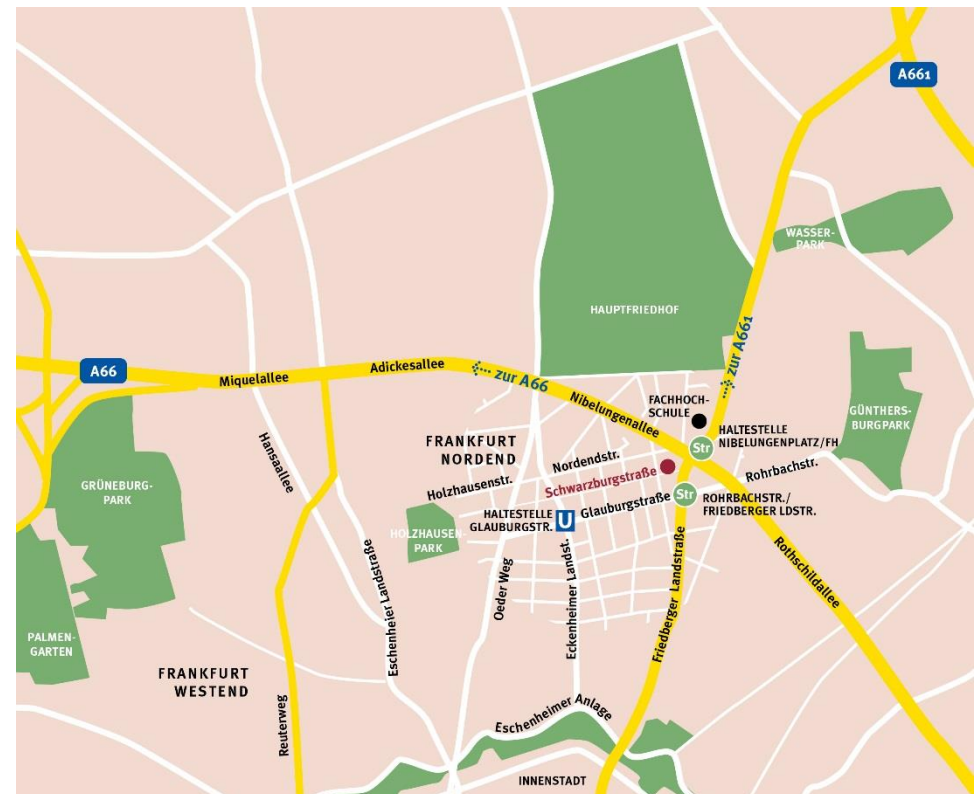 A661
WASSER-
PARK
HAUPTFRIEDHOF
zur A661
A66
Miquelallee
Adickesallee
zur A66
Nibelungenallee
FACHHOCH-
SCHULE
GÜNTHERS-
BURGPARK
HALTESTELLE
NIBELUNGENPLATZ/FH
Str
FRANKFURT
NORDEND
Nordendstr.
Rohrbachstr.
Hansaallee
Holzhausenstr.
Schwarzburgstraße
GRÜNEBURG-
PARK
Glauburgstraße
Str
ROHRBACHSTR./
FRIEDBERGER LDSTR.
HALTESTELLE
GLAUBURGSTR.
U
HOLZHAUSEN-
PARK
Eschenheier Landstraße
Oeder Weg
Eckenheimer Landst.
Friedberger Landstraße
Rothschildallee
PALMEN-
GARTEN
FRANKFURT
WESTEND
Reuterweg
Eschenheimer Anlage
INNENSTADT